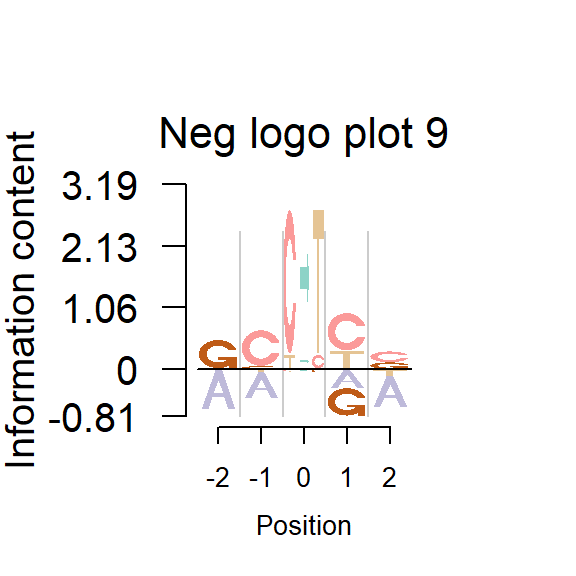 Neg logo plot 9
Information content
3.19
2.13
1.06
0
-0.81
G
A
C
A
C
T
C
C
T
A
G
C
G
A
-2 -1 0 1 2
Position